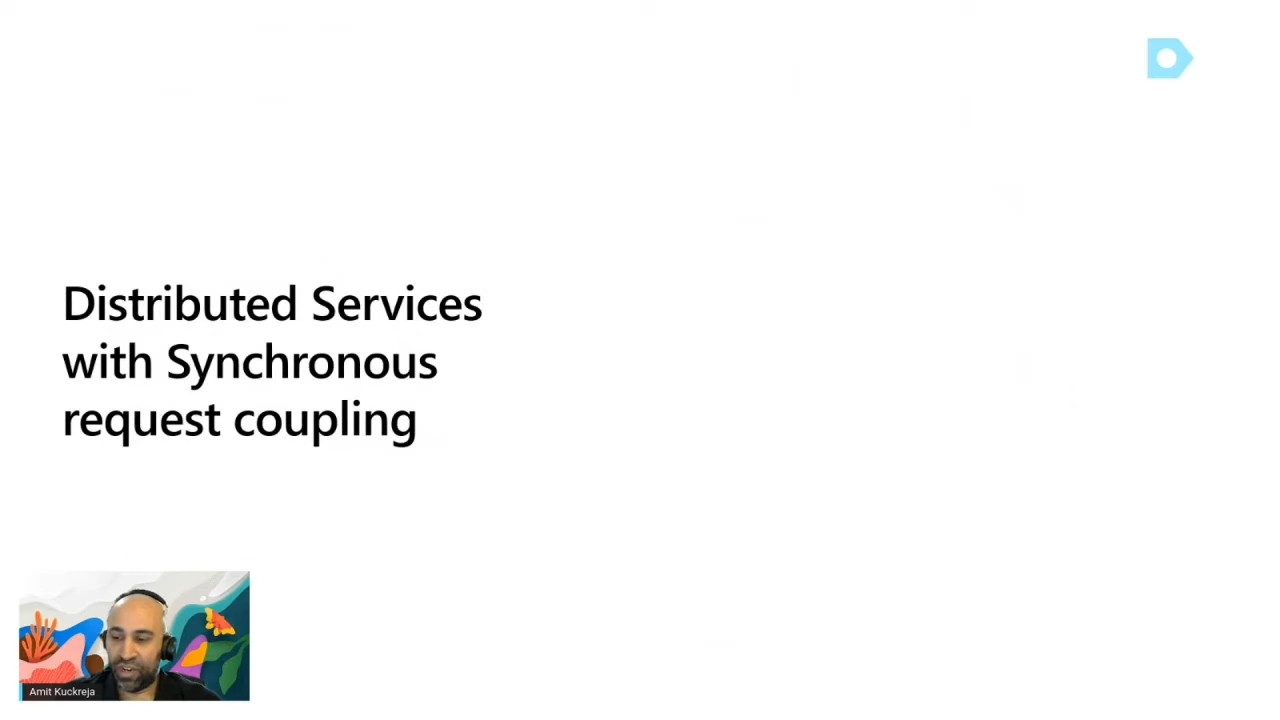 Distributed Services
with Synchronous
request coupling
Amit Kuckreja